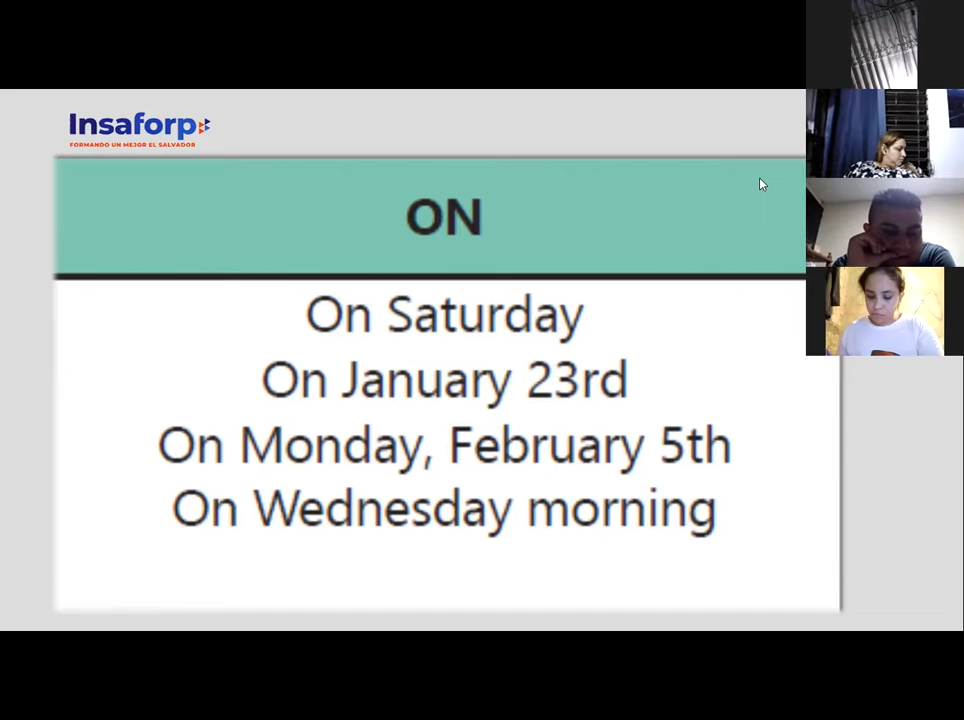 Insaforp
FORMANDO UN MEJOR EL SALVADOR
ON
On Saturday
On January 23rd
On Monday, February 5th
On Wednesday morning